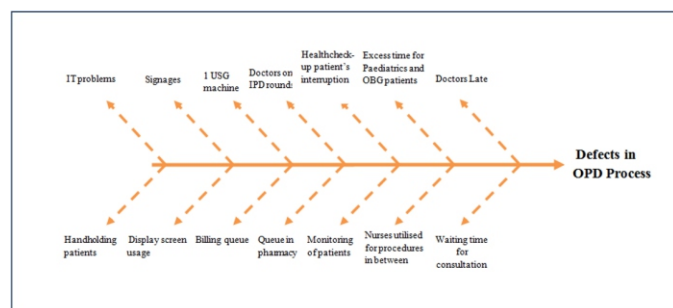 IT problems
Signages
1 USG
machine
Doctors on
IPD rounds
Healthcheck-
up patient's
interruption
Excess time for
Paediatrics and
OBG patients
Doctors Late
Defects in
OPD Process
Handholding
patients
Display screen
usage
Billing queue
Queue in
pharmacy
Monitoring
of patients
Nurses utilised
for procedures
in between
Waiting time
for
consultation